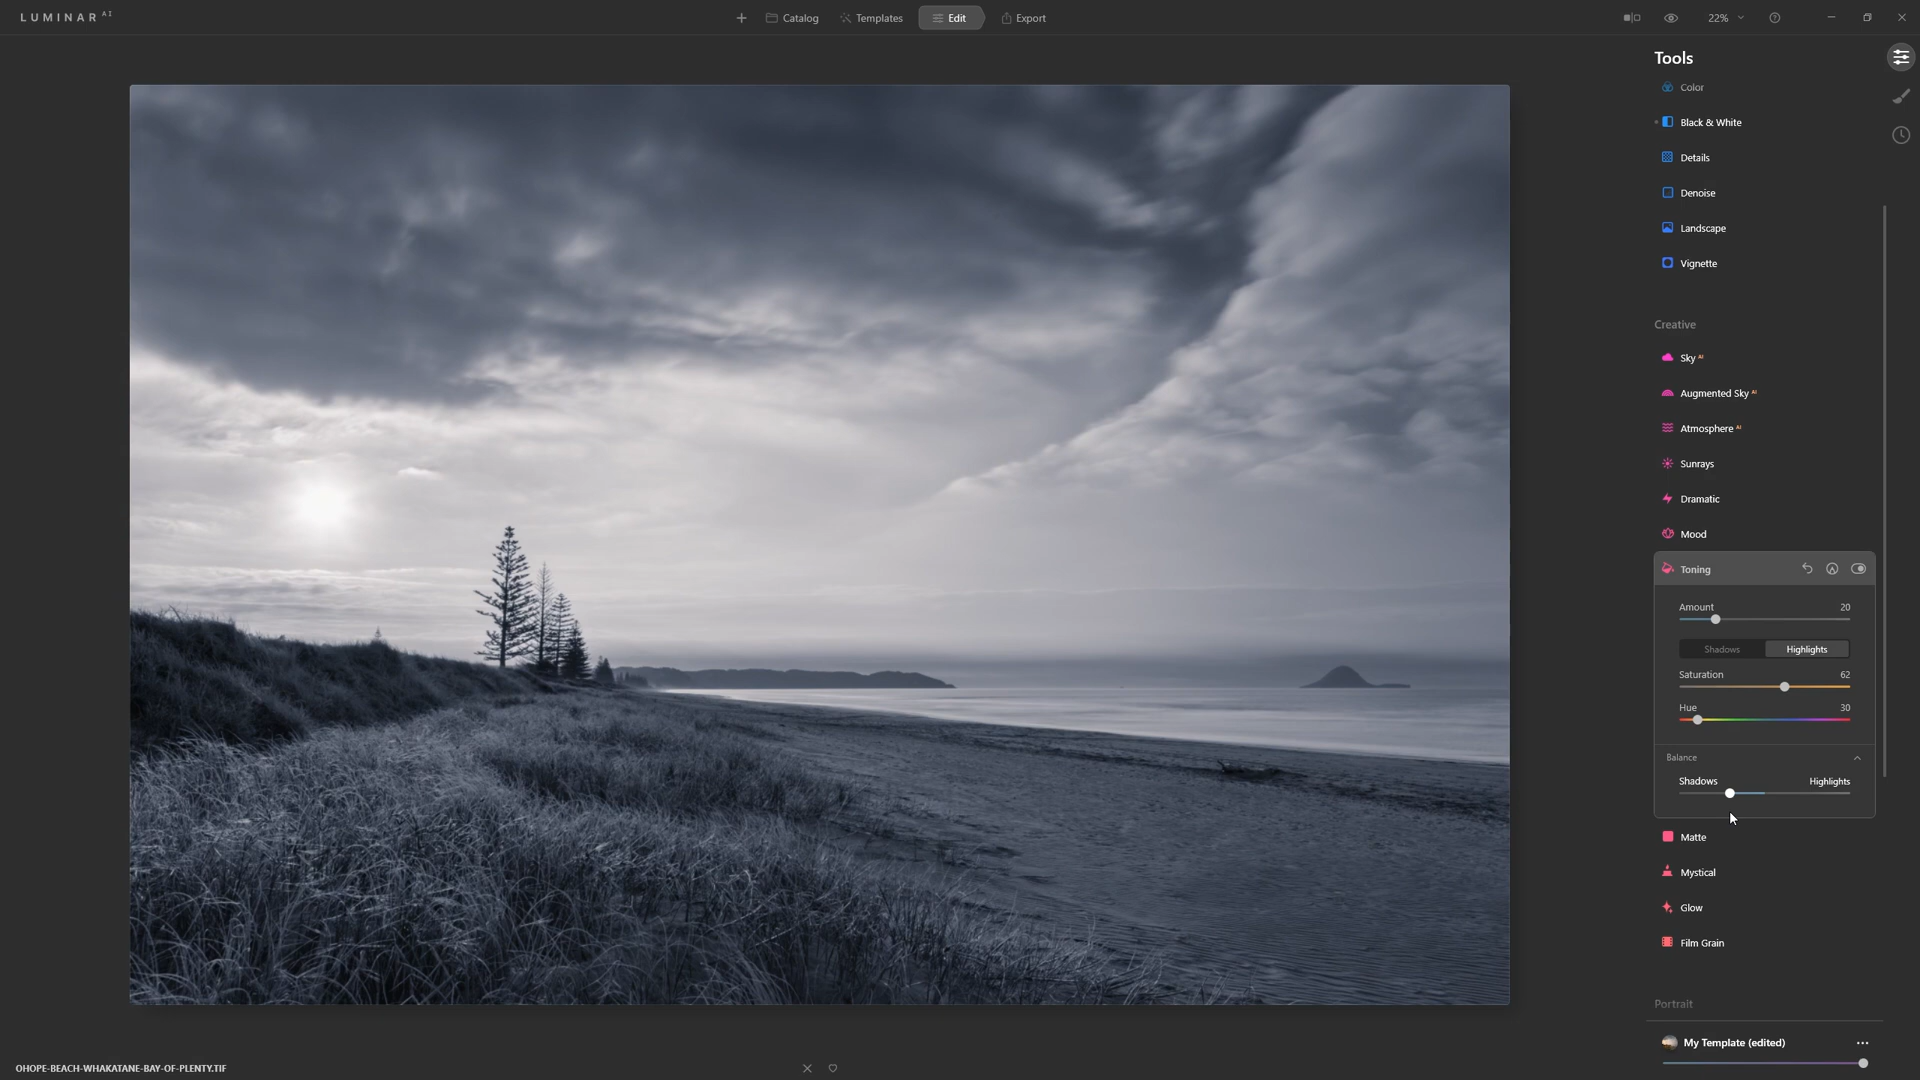 LUMINAR AI
Catalog
Templates
Edit
Export
22%
Tools
Color
Black & White
Details
Denoise
Landscape
Vignette
Creative
Sky AI
Augmented Sky AI
Atmosphere AI
Sunrays
Dramatic
Mood
Toning
Amount 20
Shadows Highlights
Saturation 62
Hue 30
Balance
Shadows Highlights
Matte
Mystical
Glow
Film Grain
Portrait
My Template (edited)
OHOPE-BEACH-WHAKATANE-BAY-OF-PLENTY.TIF